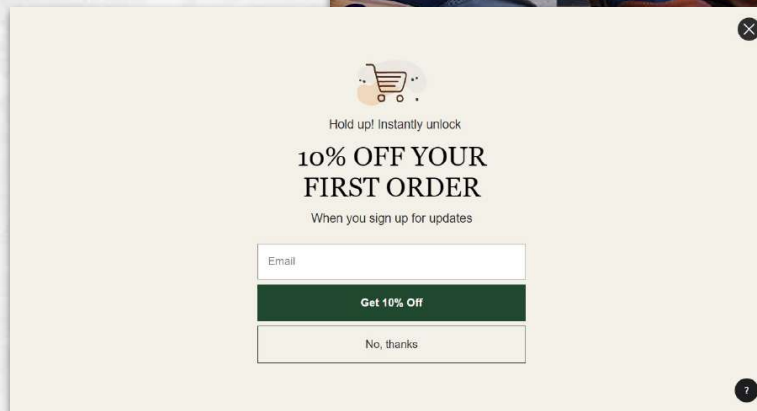 Hold up! Instantly unlock
10% OFF YOUR
FIRST ORDER
When you sign up for updates
Email
Get 10% Off
No, thanks
?